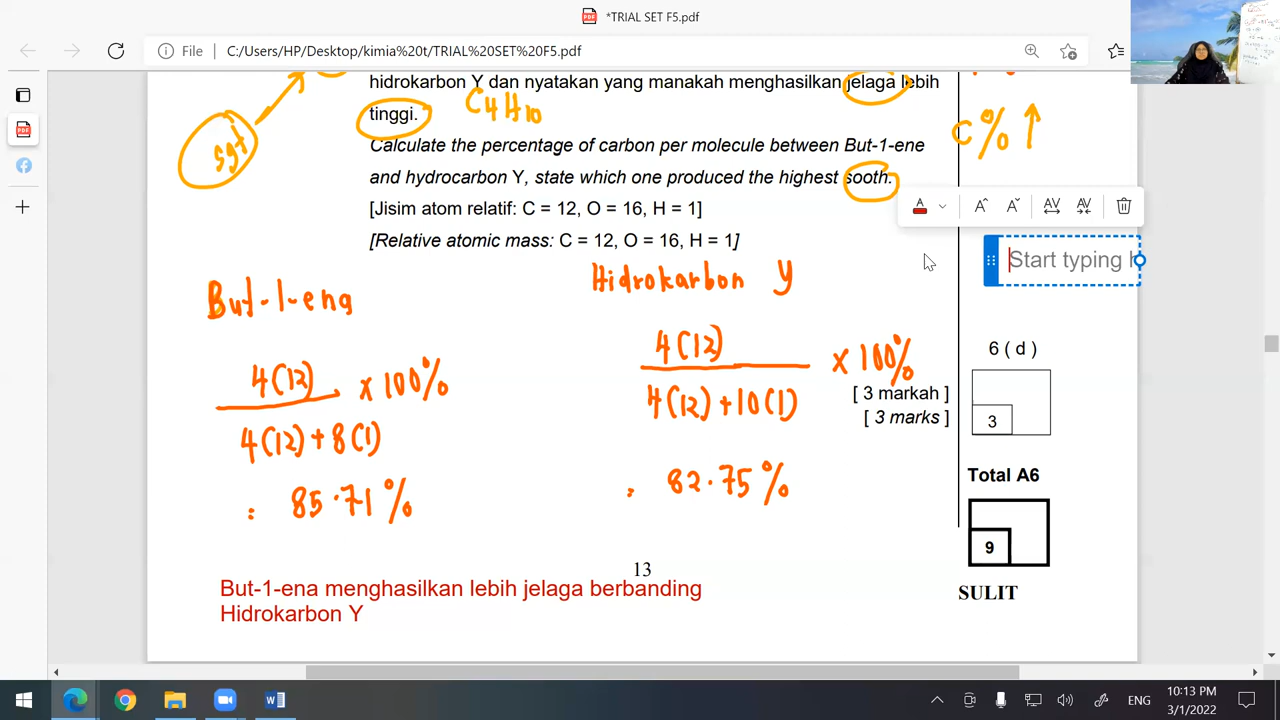 *TRIAL SET F5.pdf
File
C:/Users/HP/Desktop/kimia%20t/TRIAL%20SET%20F5.pdf
hidrokarbon Y dan nyatakan yang manakah menghasilkan jelaga lebih
tinggi.
C4H10
sgt
C% ↑
Calculate the percentage of carbon per molecule between But-1-ene
and hydrocarbon Y, state which one produced the highest sooth.
[Jisim atom relatif: C = 12, O = 16, H = 1]
[Relative atomic mass: C = 12, O = 16, H = 1]
Start typing h
But-1-ena
4(12) x 100%
4(12)+8(1)
= 85.71%
Hidrokarbon Y
4(12) x 100%
4(12)+10(1)
= 82.75%
[ 3 markah ]
[ 3 marks ]
6 ( d )
3
Total A6
9
SULIT
13
But-1-ena menghasilkan lebih jelaga berbanding
Hidrokarbon Y
ENG
10:13 PM
3/1/2022